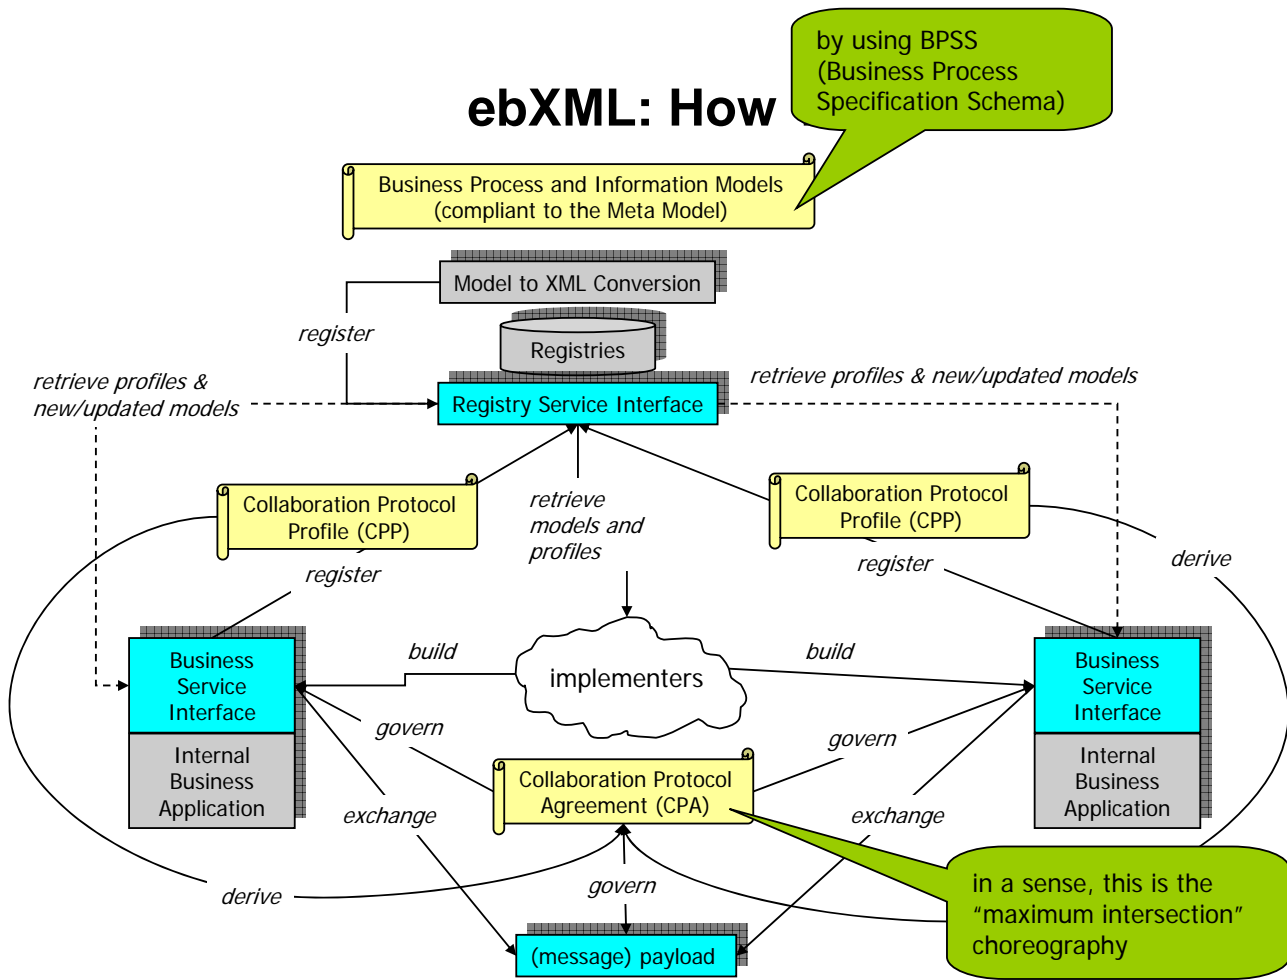 by using BPSS
(Business Process
Specification Schema)
ebXML: How
Business Process and Information Models
(compliant to the Meta Model)
Model to XML Conversion
register
Registries
retrieve profiles &
new/updated models
retrieve profiles & new/updated models
Registry Service Interface
Collaboration Protocol
Profile (CPP)
retrieve
models and
profiles
Collaboration Protocol
Profile (CPP)
register
register
derive
Business
Service
Interface
build
implementers
build
Business
Service
Interface
govern
govern
Internal
Business
Application
Collaboration Protocol
Agreement (CPA)
Internal
Business
Application
exchange
exchange
derive
govern
in a sense, this is the
“maximum intersection”
choreography
(message) payload